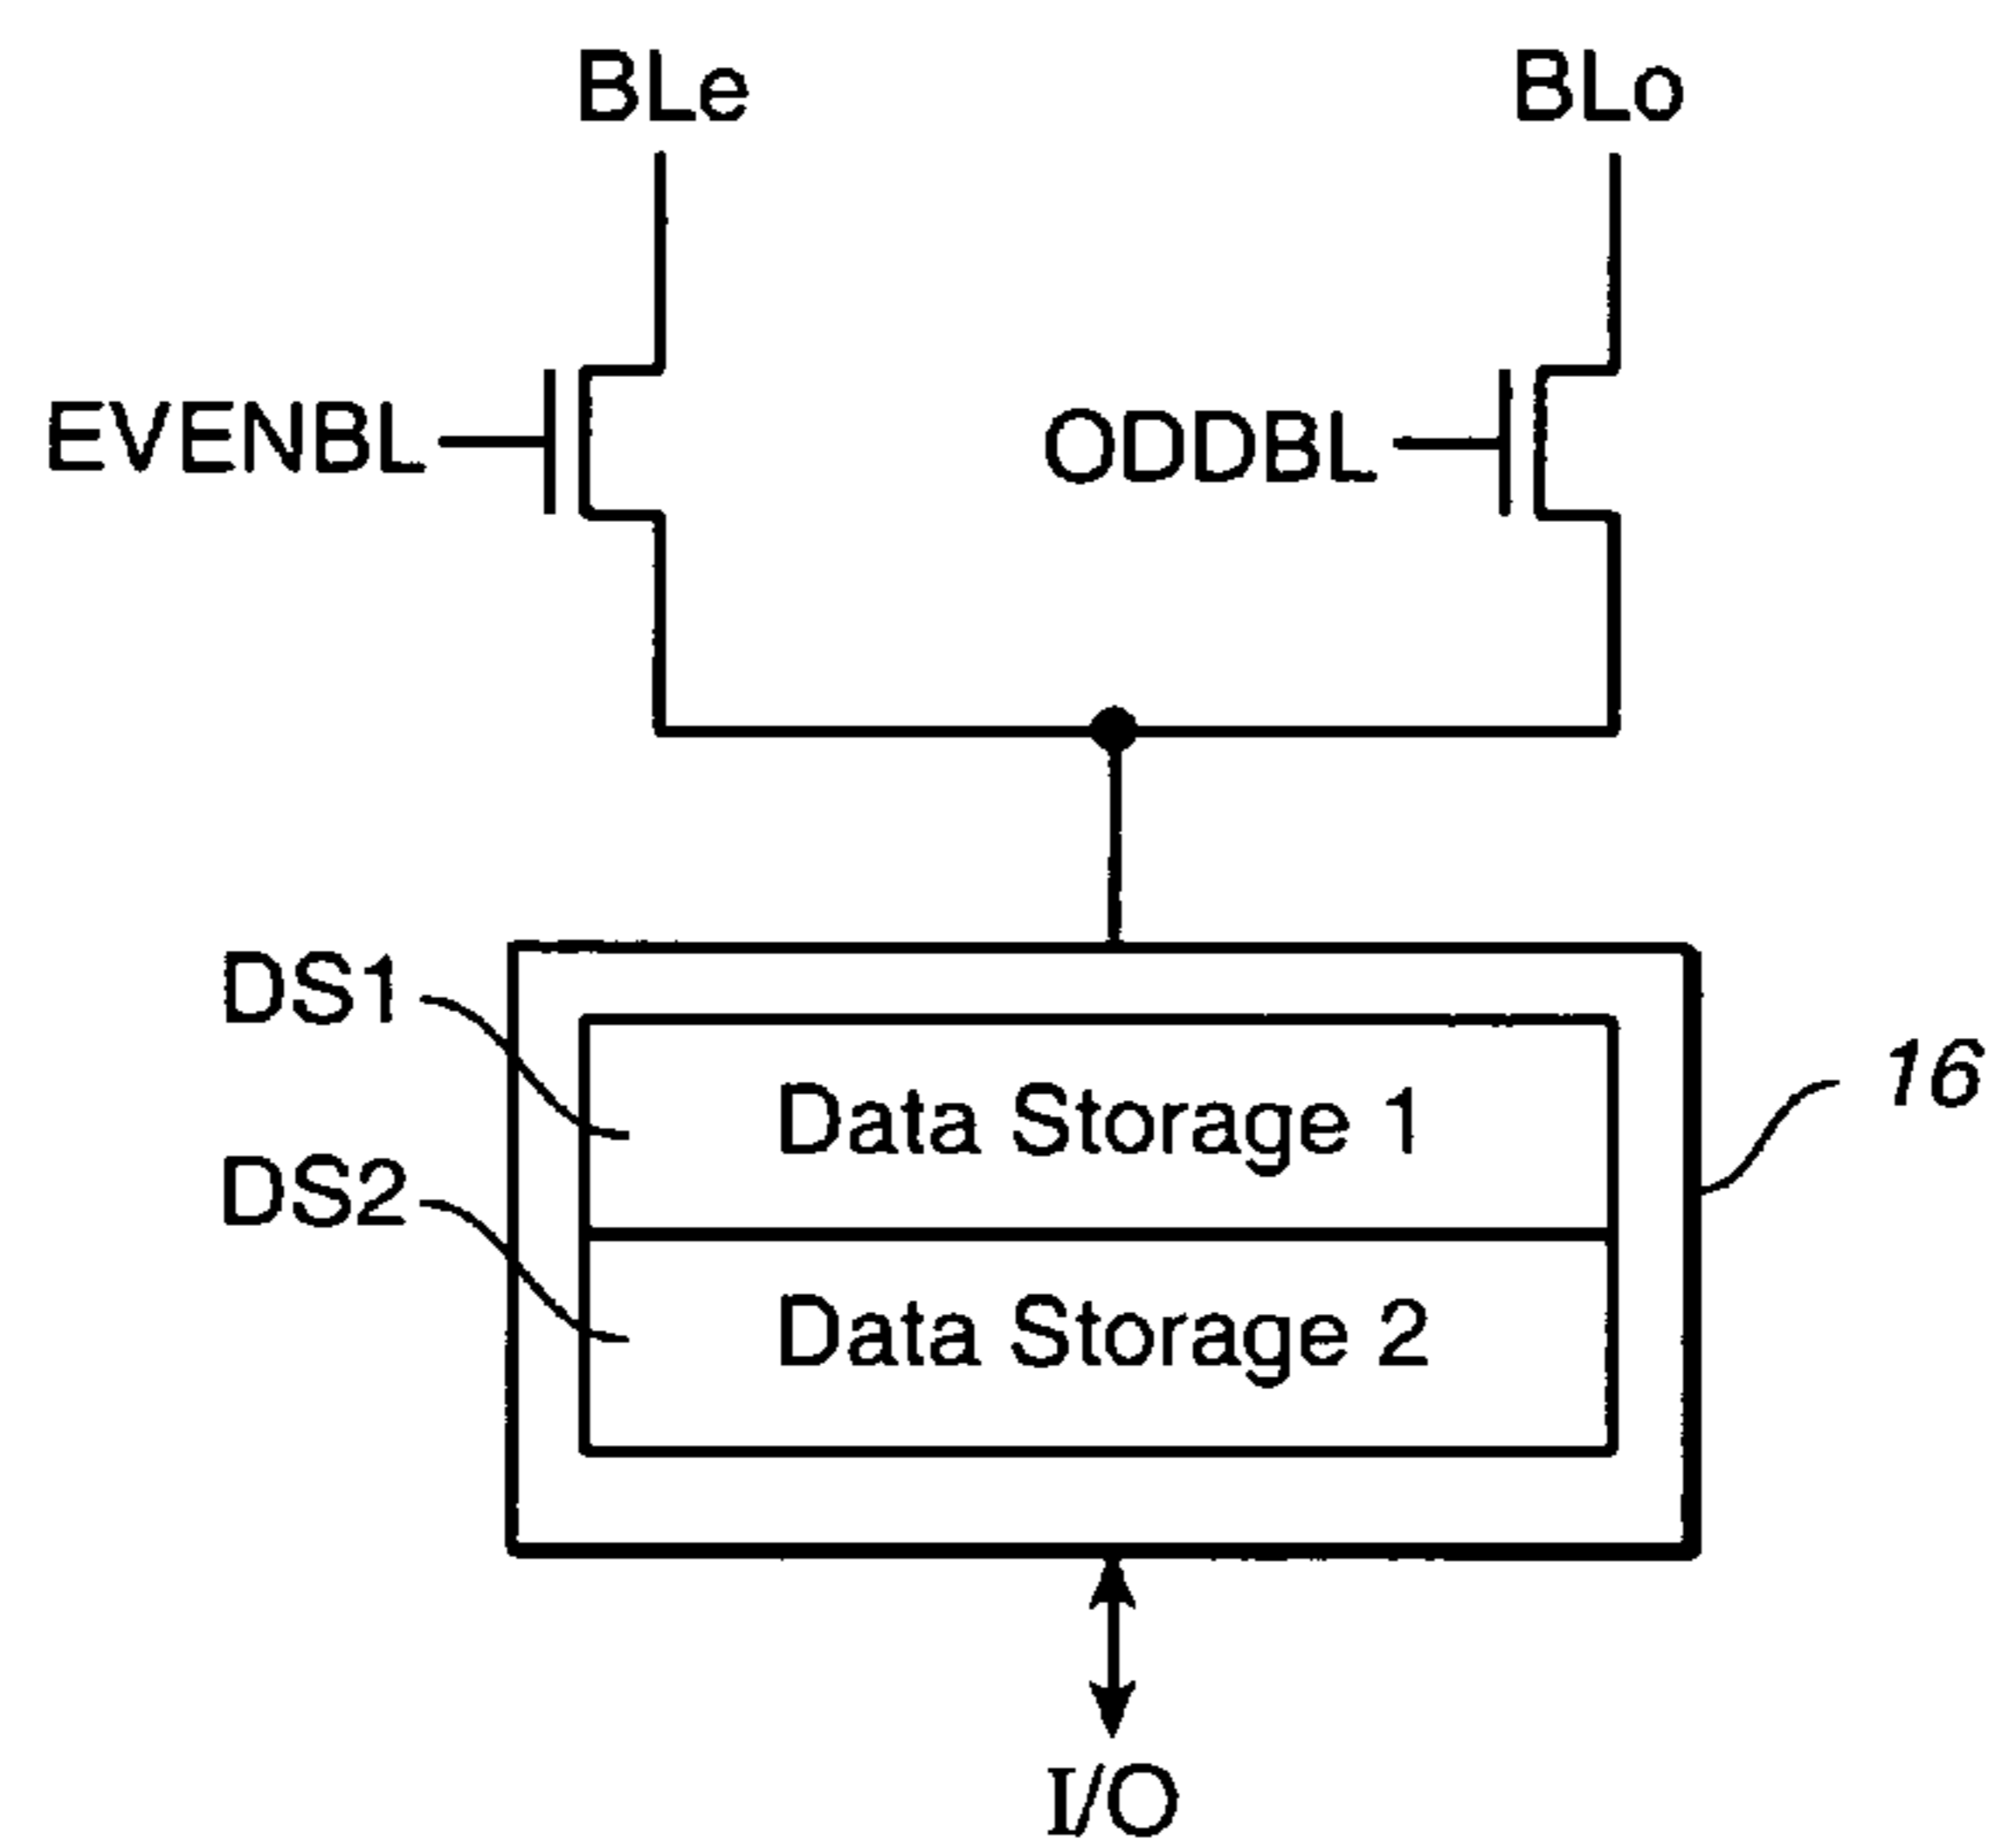 BLe
BLo
EVENBL
ODDBL
DS1
Data Storage 1
16
DS2
Data Storage 2
I/O